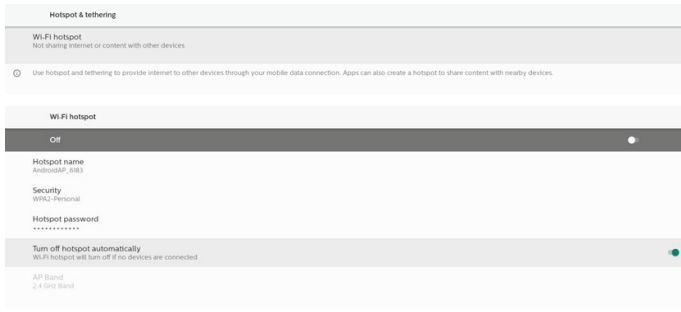 Hotspot & tethering
Wi-Fi hotspot
Not sharing internet or content with other devices
Use hotspot and tethering to provide internet to other devices through your mobile data connection. Apps can also create a hotspot to share content with nearby devices.
Wi-Fi hotspot
Off
Hotspot name
AndroidAP_6183
Security
WPA2-Personal
Hotspot password
••••••••••••
Turn off hotspot automatically
Wi-Fi hotspot will turn off if no devices are connected
AP Band
2.4 GHz Band